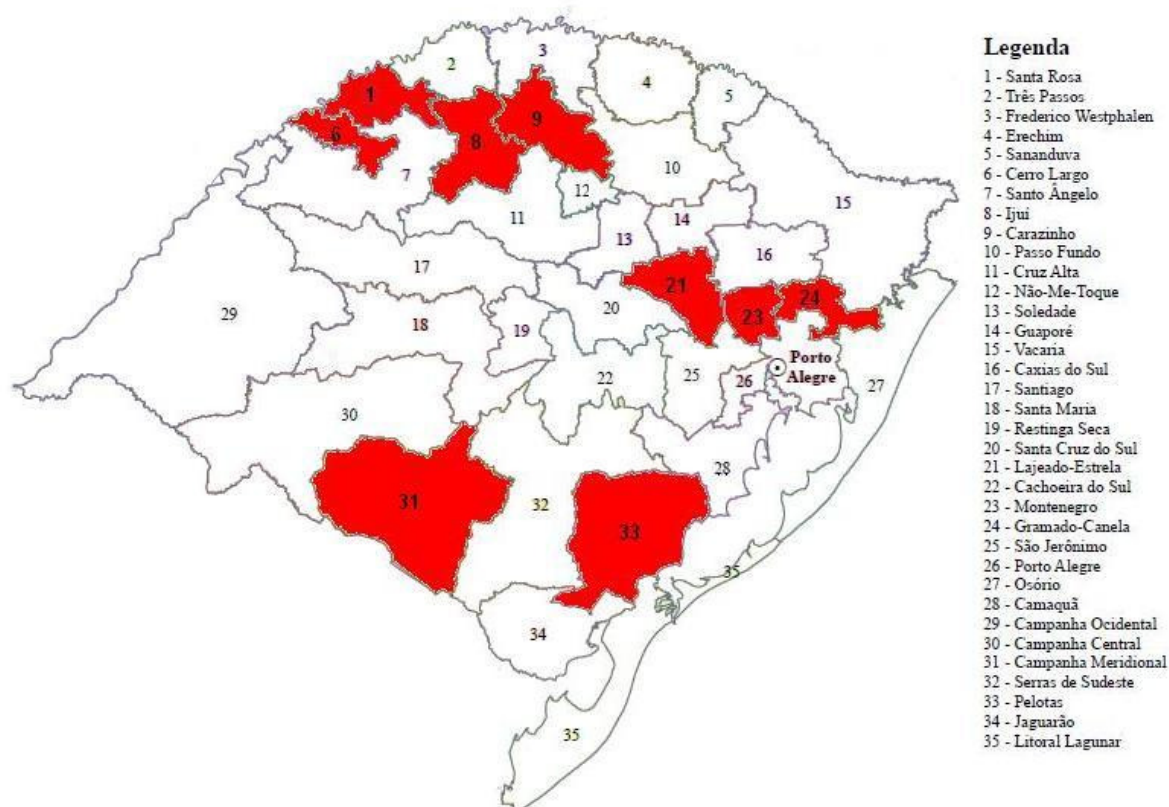 Legenda
1 - Santa Rosa
2 - Três Passos
3 - Frederico Westphalen
4 - Erechim
5 - Sananduva
6 - Cerro Largo
7 - Santo Ângelo
8 - Ijuí
9 - Carazinho
10 - Passo Fundo
11 - Cruz Alta
12 - Não-Me-Toque
13 - Soledade
14 - Guaporé
15 - Vacaria
16 - Caxias do Sul
17 - Santiago
18 - Santa Maria
19 - Restinga Seca
20 - Santa Cruz do Sul
21 - Lajeado-Estrela
22 - Cachoeira do Sul
23 - Montenegro
24 - Gramado-Canela
25 - São Jerônimo
26 - Porto Alegre
27 - Osório
28 - Camaquã
29 - Campanha Ocidental
30 - Campanha Central
31 - Campanha Meridional
32 - Serras de Sudeste
33 - Pelotas
34 - Jaguarão
35 - Litoral Lagunar
3
2
4
1
5
9
6
8
7
10
12
15
11
14
13
16
17
21
24
29
20
23
18
19
Porto
Alegre
22
25
26
27
30
28
31
32
33
35
34
35